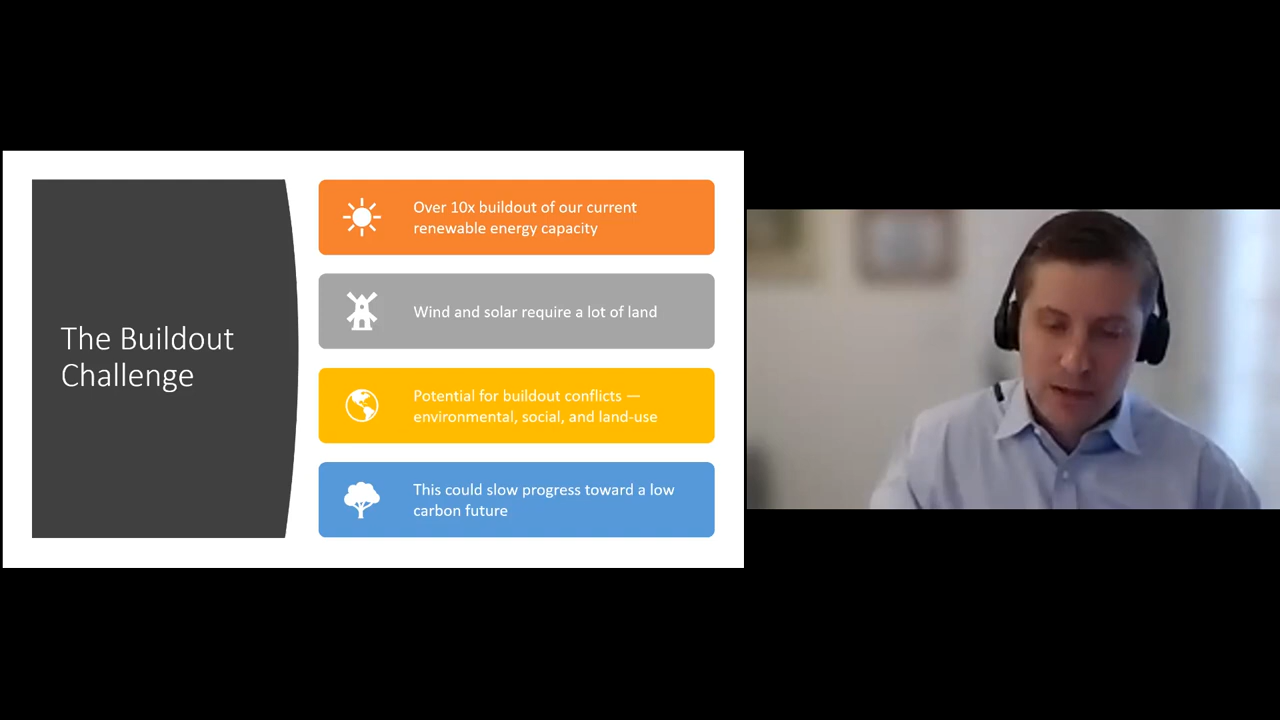 The Buildout
Challenge
Over 10x buildout of our current
renewable energy capacity
Wind and solar require a lot of land
Potential for buildout conflicts —
environmental, social, and land-use
This could slow progress toward a low
carbon future